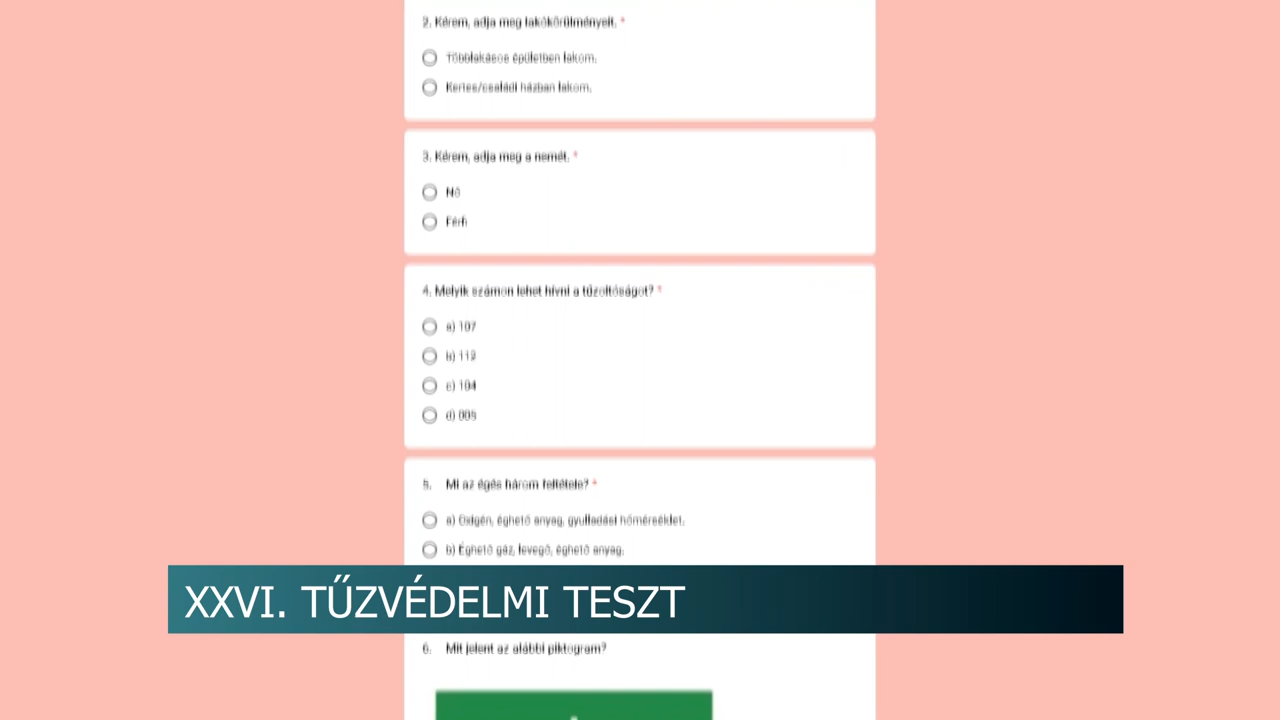 2. Kérem, adja meg lakókörülményeit. *
Többlakásos épületben lakom.
Kertes/családi házban lakom.
3. Kérem, adja meg a nemét. *
Nő
Férfi
4. Melyik számon lehet hívni a tűzoltóságot? *
a) 107
b) 112
c) 104
d) 005
5. Mi az égés három feltétele? *
a) Oxigén, éghető anyag, gyulladási hőmérséklet.
b) Éghető gáz, levegő, éghető anyag.
XXVI. TŰZVÉDELMI TESZT
6. Mit jelent az alábbi piktogram?